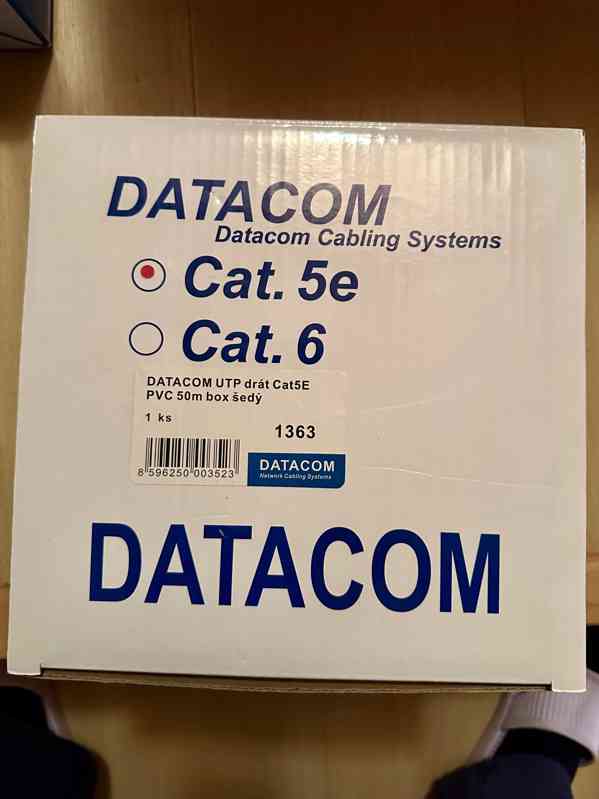 DATACOM
Datacom Cabling Systems
Cat. 5e
Cat. 6
DATACOM UTP drát Cat5E
PVC 50m box šedý
1 ks
1363
8 596250 003523
DATACOM
Network Cabling Systems
DATACOM